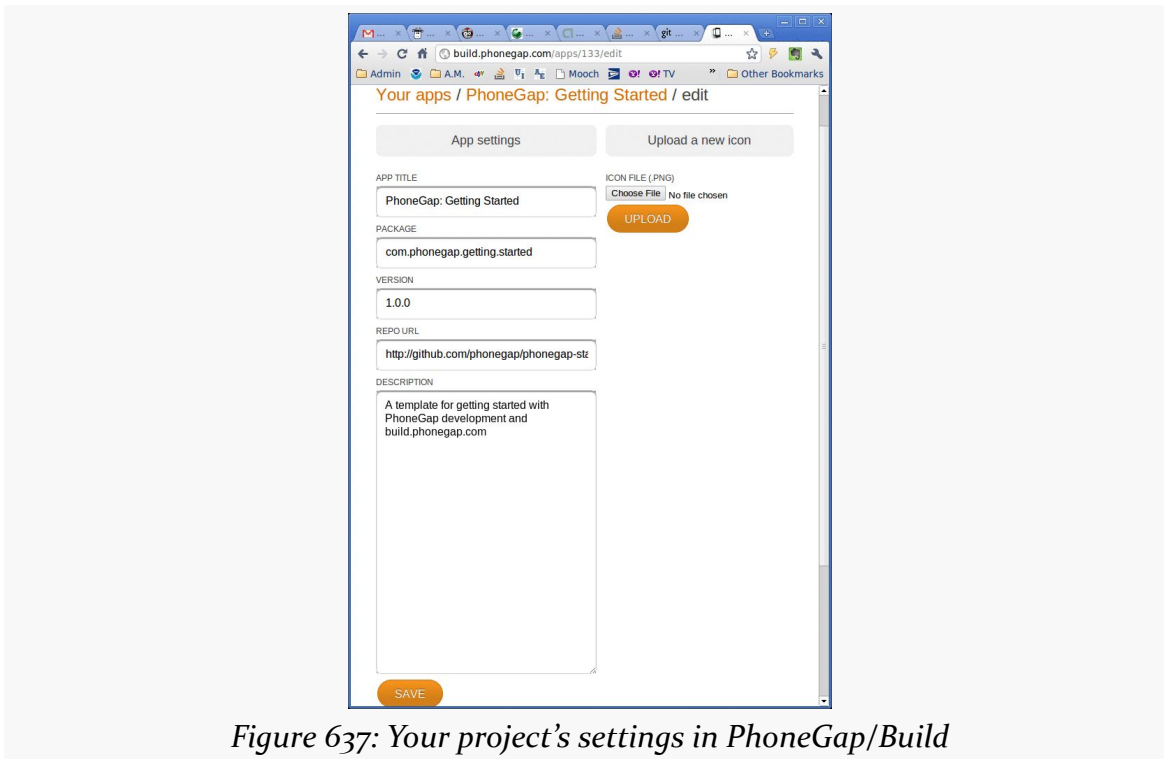 M ... × ... × ... × ... × ... × ... × git ... × ... ×
build.phonegap.com/apps/133/edit
Admin A.M. Mooch TV » Other Bookmarks
Your apps / PhoneGap: Getting Started / edit
App settings
Upload a new icon
APP TITLE
PhoneGap: Getting Started
PACKAGE
com.phonegap.getting.started
VERSION
1.0.0
REPO URL
http://github.com/phonegap/phonegap-sta
DESCRIPTION
A template for getting started with
PhoneGap development and
build.phonegap.com
SAVE
ICON FILE (.PNG)
Choose File No file chosen
UPLOAD
Figure 637: Your project's settings in PhoneGap/Build